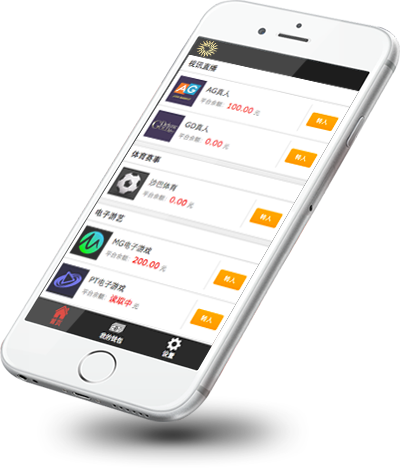 视讯直播
AG
AG真人
平台余额: 100.00 元
转入
GD真人
平台余额: 0.00 元
转入
体育赛事
沙巴体育
平台余额: 0.00 元
转入
电子游艺
MG电子游戏
平台余额: 200.00 元
转入
PT电子游戏
平台余额: 读取中 元
转入
首页
我的钱包
设置